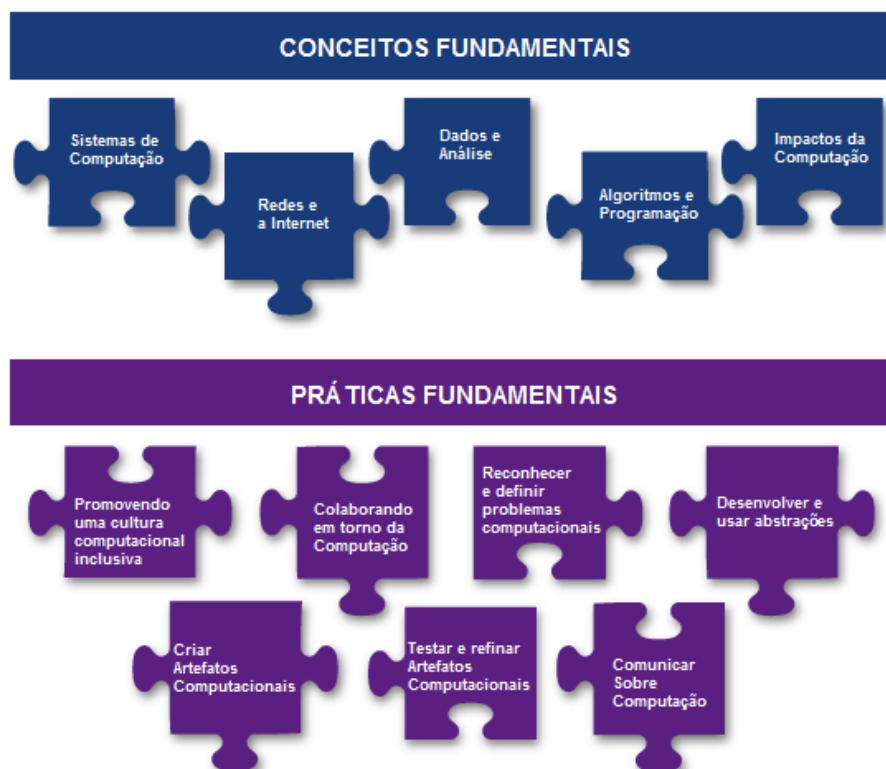 CONCEITOS FUNDAMENTAIS
Sistemas de
Computação
Redes e
a Internet
Dados e
Análise
Algoritmos e
Programação
Impactos da
Computação
PRÁTICAS FUNDAMENTAIS
Promovendo
uma cultura
computacional
inclusiva
Colaborando
em torno da
Computação
Reconhecer
e definir
problemas
computacionais
Desenvolver e
usar abstrações
Criar
Artefatos
Computacionais
Testar e refinar
Artefatos
Computacionais
Comunicar
Sobre
Computação